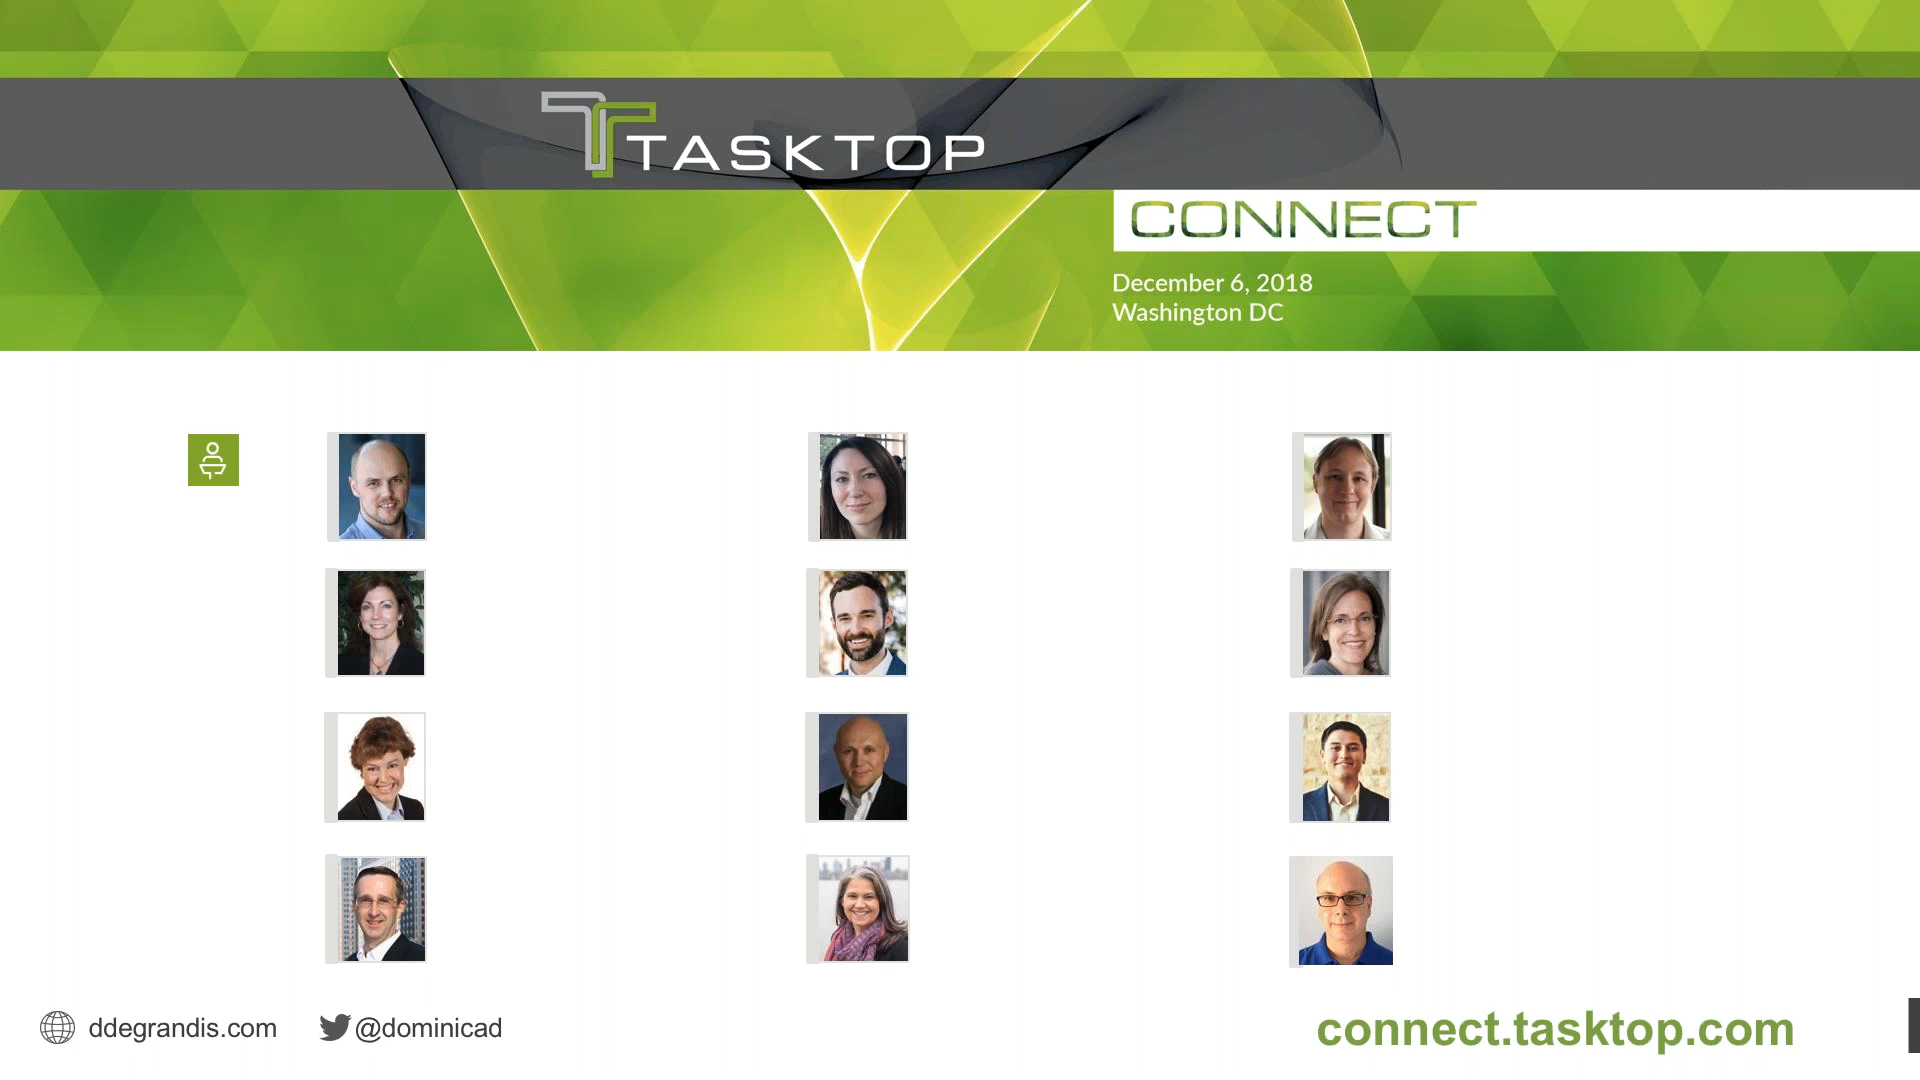 TASKTOP
CONNECT
December 6, 2018
Washington DC
ddegrandis.com
@dominicad
connect.tasktop.com